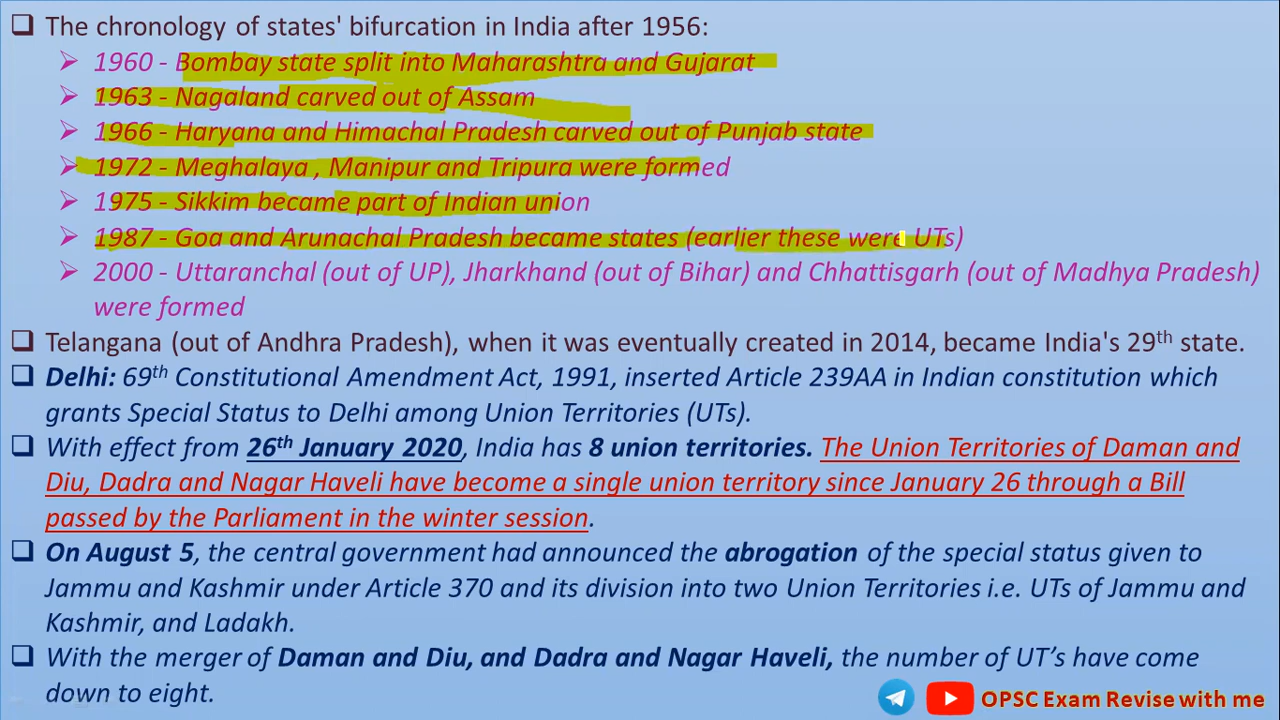 The chronology of states' bifurcation in India after 1956:
1960 - Bombay state split into Maharashtra and Gujarat
1963 - Nagaland carved out of Assam
1966 - Haryana and Himachal Pradesh carved out of Punjab state
1972 - Meghalaya , Manipur and Tripura were formed
1975 - Sikkim became part of Indian union
1987 - Goa and Arunachal Pradesh became states (earlier these were UTs)
2000 - Uttaranchal (out of UP), Jharkhand (out of Bihar) and Chhattisgarh (out of Madhya Pradesh)
were formed
Telangana (out of Andhra Pradesh), when it was eventually created in 2014, became India's 29th state.
Delhi: 69th Constitutional Amendment Act, 1991, inserted Article 239AA in Indian constitution which
grants Special Status to Delhi among Union Territories (UTs).
With effect from 26th January 2020, India has 8 union territories. The Union Territories of Daman and
Diu, Dadra and Nagar Haveli have become a single union territory since January 26 through a Bill
passed by the Parliament in the winter session.
On August 5, the central government had announced the abrogation of the special status given to
Jammu and Kashmir under Article 370 and its division into two Union Territories i.e. UTs of Jammu and
Kashmir, and Ladakh.
With the merger of Daman and Diu, and Dadra and Nagar Haveli, the number of UT’s have come
down to eight.
OPSC Exam Revise with me